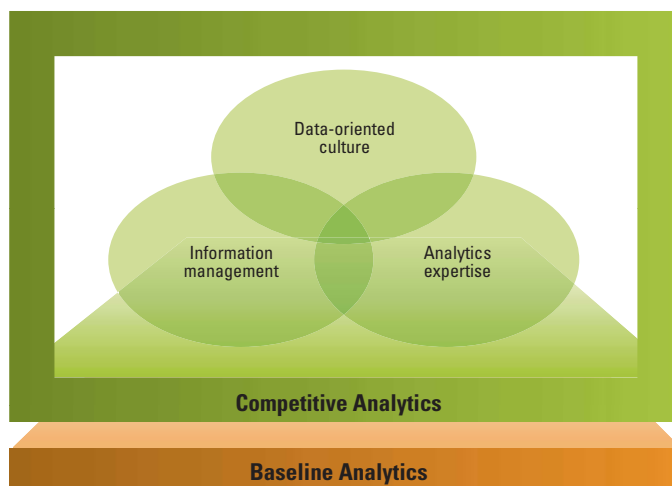 Data-oriented
culture
Information
management
Analytics
expertise
Competitive Analytics
Baseline Analytics